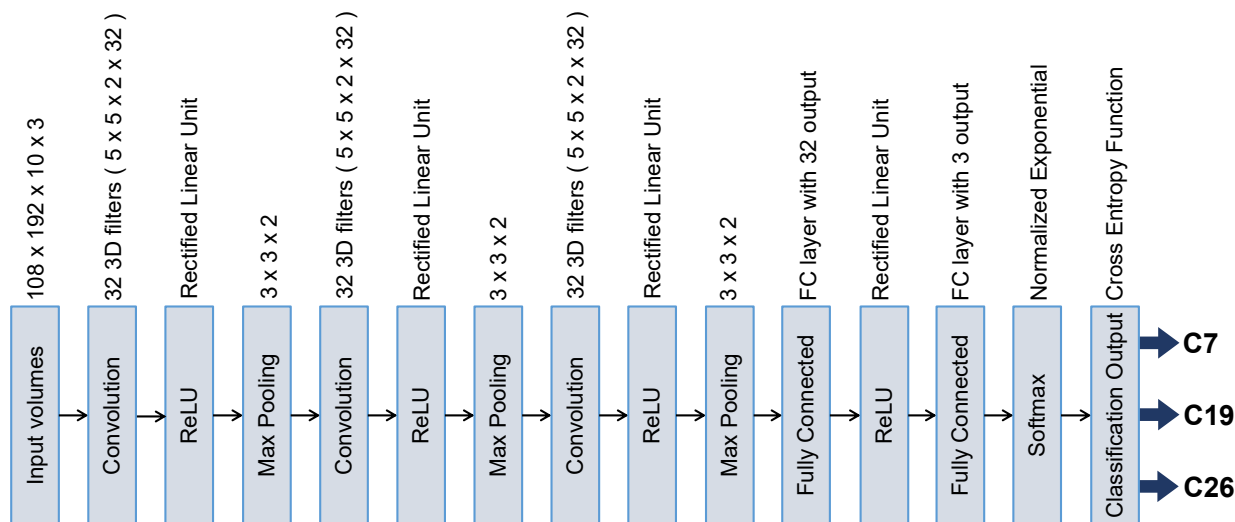 108 x 192 x 10 x 3
32 3D filters ( 5 x 5 x 2 x 32 )
Rectified Linear Unit
3 x 3 x 2
32 3D filters ( 5 x 5 x 2 x 32 )
Rectified Linear Unit
3 x 3 x 2
32 3D filters ( 5 x 5 x 2 x 32 )
Rectified Linear Unit
3 x 3 x 2
FC layer with 32 output
Rectified Linear Unit
FC layer with 3 output
Normalized Exponential
Cross Entropy Function
Input volumes
Convolution
ReLU
Max Pooling
Convolution
ReLU
Max Pooling
Convolution
ReLU
Max Pooling
Fully Connected
ReLU
Fully Connected
Softmax
Classification Output
C7
C19
C26